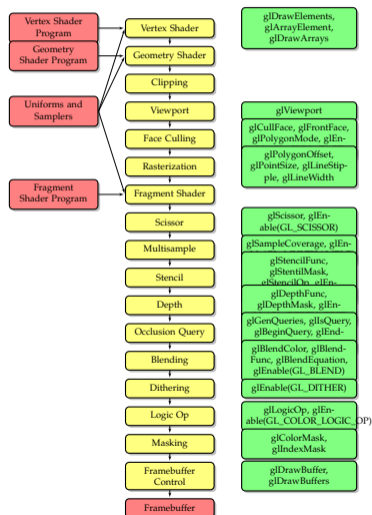 Vertex Shader
Program
Geometry
Shader Program
Uniforms and
Samplers
Fragment
Shader Program
Vertex Shader
Geometry Shader
Clipping
Viewport
Face Culling
Rasterization
Fragment Shader
Scissor
Multisample
Stencil
Depth
Occlusion Query
Blending
Dithering
Logic Op
Masking
Framebuffer
Control
Framebuffer
glDrawElements,
glArrayElement,
glDrawArrays
glViewport
glCullFace, glFrontFace,
glPolygonMode, glEn-
glPolygonOffset,
glPointSize, glLineStip-
ple, glLineWidth
glScissor, glEn-
able(GL_SCISSOR)
glSampleCoverage, glEn-
glStencilFunc,
glStentilMask,
glStencilOp, glEn-
glDepthFunc,
glDepthMask, glEn-
glGenQueries, glIsQuery,
glBeginQuery, glEnd-
glBlendColor, glBlend-
Func, glBlendEquation,
glEnable(GL_BLEND)
glEnable(GL_DITHER)
glLogicOp, glEn-
able(GL_COLOR_LOGIC_OP)
glColorMask,
glIndexMask
glDrawBuffer,
glDrawBuffers